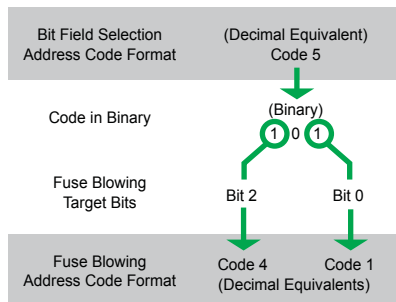 Bit Field Selection
Address Code Format
(Decimal Equivalent)
Code 5
Code in Binary
(Binary)
1 0 1
Fuse Blowing
Target Bits
Bit 2
Bit 0
Fuse Blowing
Address Code Format
Code 4
Code 1
(Decimal Equivalents)